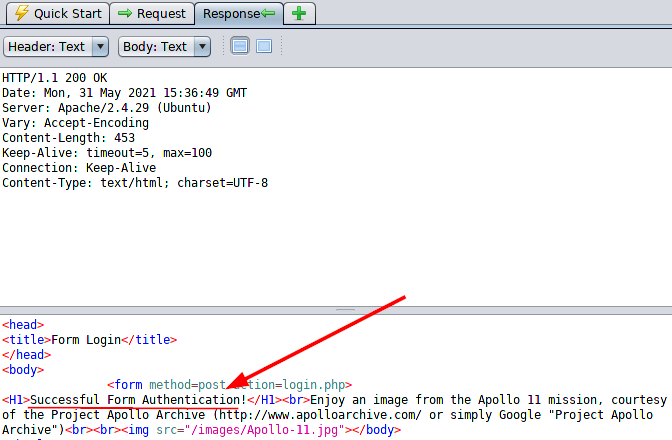 Quick Start Request Response
Header: Text Body: Text
HTTP/1.1 200 OK
Date: Mon, 31 May 2021 15:36:49 GMT
Server: Apache/2.4.29 (Ubuntu)
Vary: Accept-Encoding
Content-Length: 453
Keep-Alive: timeout=5, max=100
Connection: Keep-Alive
Content-Type: text/html; charset=UTF-8
<head>
<title>Form Login</title>
</head>
<body>
<form method=post action=login.php>
<H1>Successful Form Authentication!</H1><br>Enjoy an image from the Apollo 11 mission, courtesy
of the Project Apollo Archive (http://www.apolloarchive.com/ or simply Google "Project Apollo
Archive")<br><br><img src="/images/Apollo-11.jpg"></body>